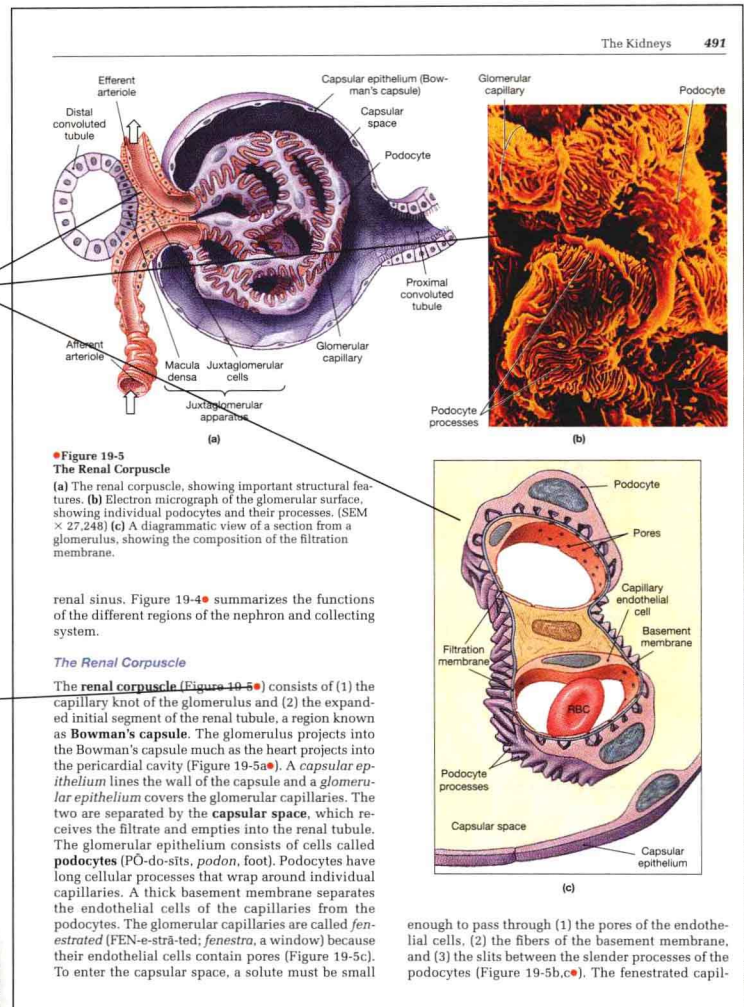 The Kidneys 491
Efferent
arteriole
Distal
convoluted
tubule
Capsular epithelium (Bow-
man's capsule)
Capsular
space
Podocyte
Proximal
convoluted
tubule
Glomerular
capillary
Afferent
arteriole
Macula
densa
Juxtaglomerular
cells
Juxtaglomerular
apparatus
(a)
Glomerular
capillary
Podocyte
Podocyte
processes
(b)
•Figure 19-5
The Renal Corpuscle
(a) The renal corpuscle, showing important structural fea-
tures. (b) Electron micrograph of the glomerular surface,
showing individual podocytes and their processes. (SEM
× 27,248) (c) A diagrammatic view of a section from a
glomerulus, showing the composition of the filtration
membrane.
Podocyte
Pores
Capillary
endothelial
cell
Basement
membrane
Filtration
membrane
RBC
Podocyte
processes
Capsular space
Capsular
epithelium
(c)
renal sinus. Figure 19-4• summarizes the functions
of the different regions of the nephron and collecting
system.
The Renal Corpuscle
The renal corpuscle (Figure 19-5•) consists of (1) the
capillary knot of the glomerulus and (2) the expand-
ed initial segment of the renal tubule, a region known
as Bowman's capsule. The glomerulus projects into
the Bowman's capsule much as the heart projects into
the pericardial cavity (Figure 19-5a•). A capsular ep-
ithelium lines the wall of the capsule and a glomeru-
lar epithelium covers the glomerular capillaries. The
two are separated by the capsular space, which re-
ceives the filtrate and empties into the renal tubule.
The glomerular epithelium consists of cells called
podocytes (PŌ-do-sīts, podon, foot). Podocytes have
long cellular processes that wrap around individual
capillaries. A thick basement membrane separates
the endothelial cells of the capillaries from the
podocytes. The glomerular capillaries are called fen-
estrated (FEN-e-strā-ted; fenestra, a window) because
their endothelial cells contain pores (Figure 19-5c).
To enter the capsular space, a solute must be small
enough to pass through (1) the pores of the endothe-
lial cells, (2) the fibers of the basement membrane,
and (3) the slits between the slender processes of the
podocytes (Figure 19-5b,c•). The fenestrated capil-